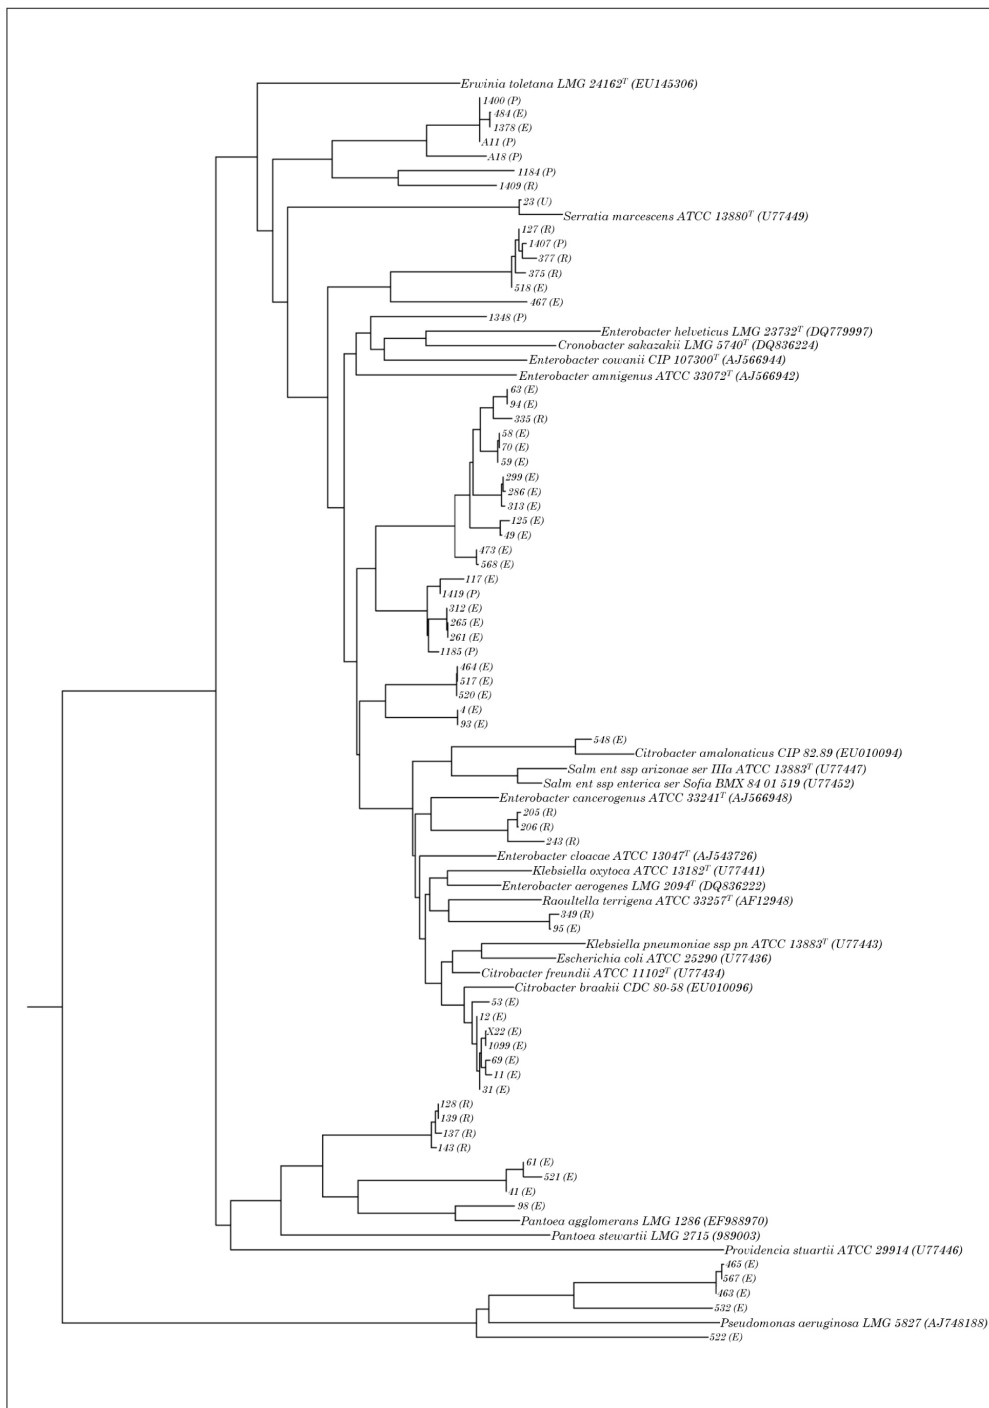 Erwinia toletana LMG 24162ᵀ (EU145306)
1400 (P)
484 (E)
1378 (E)
A11 (P)
A18 (P)
1184 (P)
1409 (R)
23 (U)
Serratia marcescens ATCC 13880ᵀ (U77449)
127 (R)
1407 (P)
377 (R)
375 (R)
518 (E)
467 (E)
1348 (P)
Enterobacter helveticus LMG 23732ᵀ (DQ779997)
Cronobacter sakazakii LMG 5740ᵀ (DQ836224)
Enterobacter cowanii CIP 107300ᵀ (AJ566944)
Enterobacter amnigenus ATCC 33072ᵀ (AJ566942)
63 (E)
94 (E)
335 (R)
58 (E)
70 (E)
59 (E)
299 (E)
286 (E)
313 (E)
125 (E)
49 (E)
473 (E)
568 (E)
117 (E)
1419 (P)
312 (E)
265 (E)
261 (E)
1185 (P)
464 (E)
517 (E)
520 (E)
4 (E)
93 (E)
548 (E)
Citrobacter amalonaticus CIP 82.89 (EU010094)
Salm ent ssp arizonae ser IIIa ATCC 13883ᵀ (U77447)
Salm ent ssp enterica ser Sofia BMX 84 01 519 (U77452)
Enterobacter cancerogenus ATCC 33241ᵀ (AJ566948)
205 (R)
206 (R)
243 (R)
Enterobacter cloacae ATCC 13047ᵀ (AJ543726)
Klebsiella oxytoca ATCC 13182ᵀ (U77441)
Enterobacter aerogenes LMG 2094ᵀ (DQ836222)
Raoultella terrigena ATCC 33257ᵀ (AF12948)
349 (R)
95 (E)
Klebsiella pneumoniae ssp pn ATCC 13883ᵀ (U77443)
Escherichia coli ATCC 25290 (U77436)
Citrobacter freundii ATCC 11102ᵀ (U77434)
Citrobacter braakii CDC 80-58 (EU010096)
53 (E)
12 (E)
X22 (E)
1099 (E)
69 (E)
11 (E)
31 (E)
128 (R)
139 (R)
137 (R)
143 (R)
61 (E)
521 (E)
41 (E)
98 (E)
Pantoea agglomerans LMG 1286 (EF988970)
Pantoea stewartii LMG 2715 (989003)
Providencia stuartii ATCC 29914 (U77446)
465 (E)
567 (E)
463 (E)
532 (E)
Pseudomonas aeruginosa LMG 5827 (AJ748188)
522 (E)